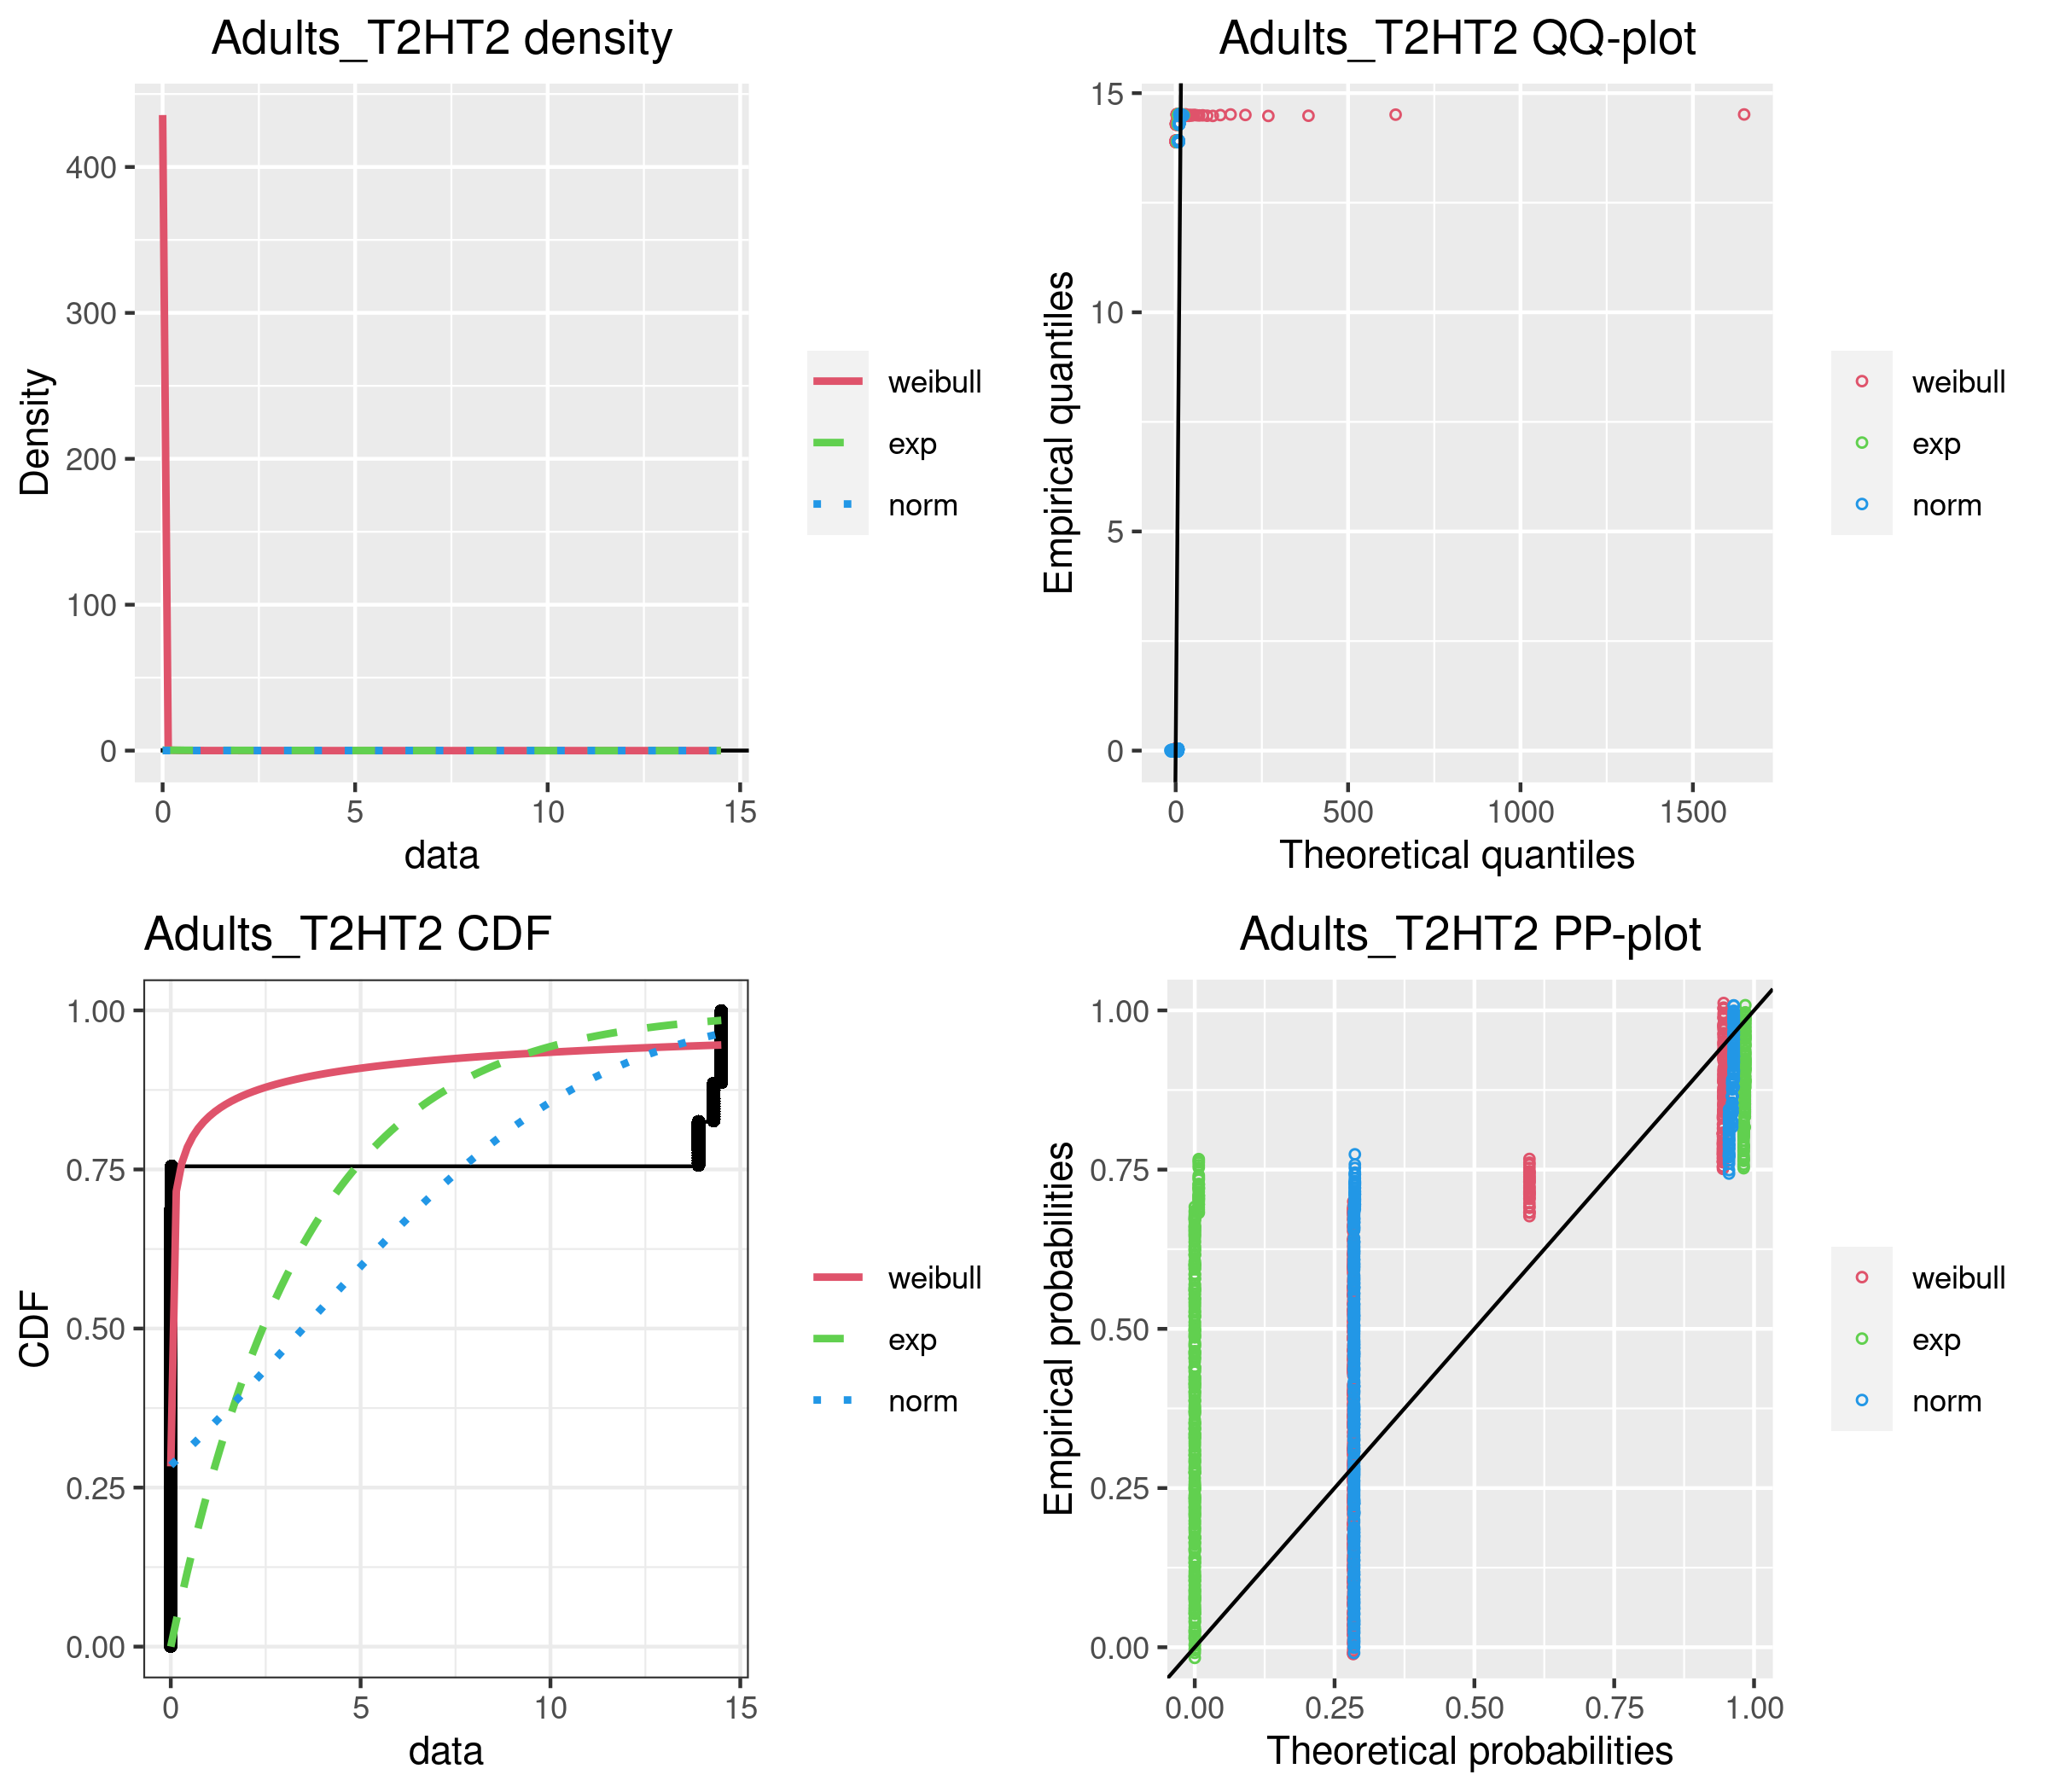 Adults_T2HT2 density
Density
400
300
200
100
0
0 5 10 15
data
weibull
exp
norm
Adults_T2HT2 QQ-plot
Empirical quantiles
15
10
5
0
0 500 1000 1500
Theoretical quantiles
weibull
exp
norm
Adults_T2HT2 CDF
CDF
1.00
0.75
0.50
0.25
0.00
0 5 10 15
data
weibull
exp
norm
Adults_T2HT2 PP-plot
Empirical probabilities
1.00
0.75
0.50
0.25
0.00
0.00 0.25 0.50 0.75 1.00
Theoretical probabilities
weibull
exp
norm